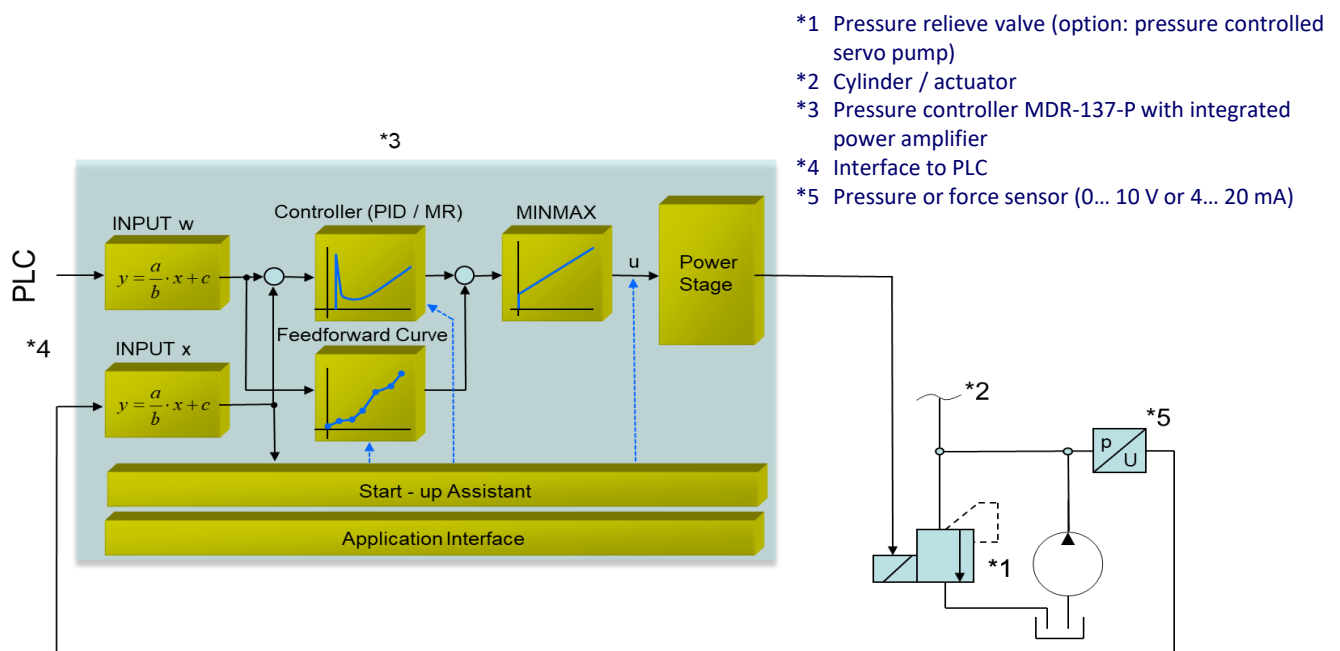 *1 Pressure relieve valve (option: pressure controlled
servo pump)
*2 Cylinder / actuator
*3 Pressure controller MDR-137-P with integrated
power amplifier
*4 Interface to PLC
*5 Pressure or force sensor (0... 10 V or 4... 20 mA)
*3
INPUT w
Controller (PID / MR)
MINMAX
PLC
y = a/b · x + c
u
Power
Stage
*4
INPUT x
Feedforward Curve
y = a/b · x + c
*2
*5
p
U
Start - up Assistant
Application Interface
*1